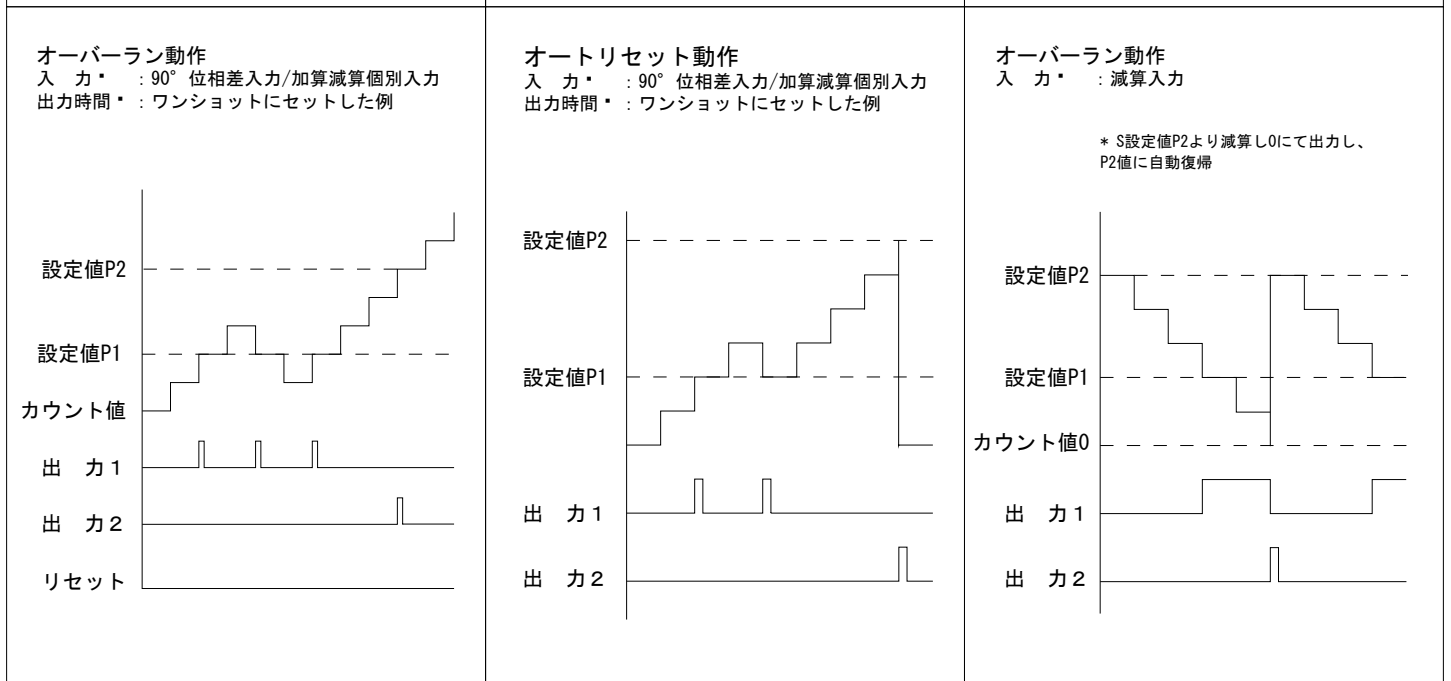 オーバーラン動作
入　力▪　：90°位相差入力/加算減算個別入力
出力時間▪：ワンショットにセットした例
設定値P2
設定値P1
カウント値
出　力１
出　力２
リセット
オートリセット動作
入　力▪　：90°位相差入力/加算減算個別入力
出力時間▪：ワンショットにセットした例
設定値P2
設定値P1
出　力１
出　力２
オーバーラン動作
入　力▪　：減算入力
* S設定値P2より減算し0にて出力し、
P2値に自動復帰
設定値P2
設定値P1
カウント値0
出　力１
出　力２